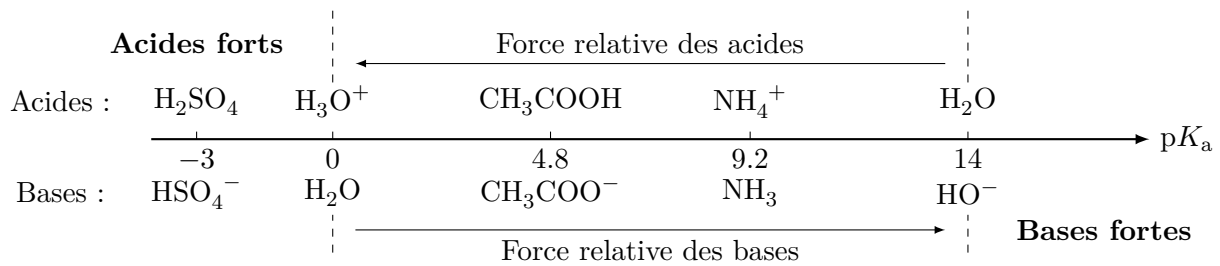 Acides forts
Force relative des acides
Acides : H₂SO₄ H₃O⁺ CH₃COOH NH₄⁺ H₂O
pKₐ
−3 0 4.8 9.2 14
Bases : HSO₄⁻ H₂O CH₃COO⁻ NH₃ HO⁻
Force relative des bases
Bases fortes